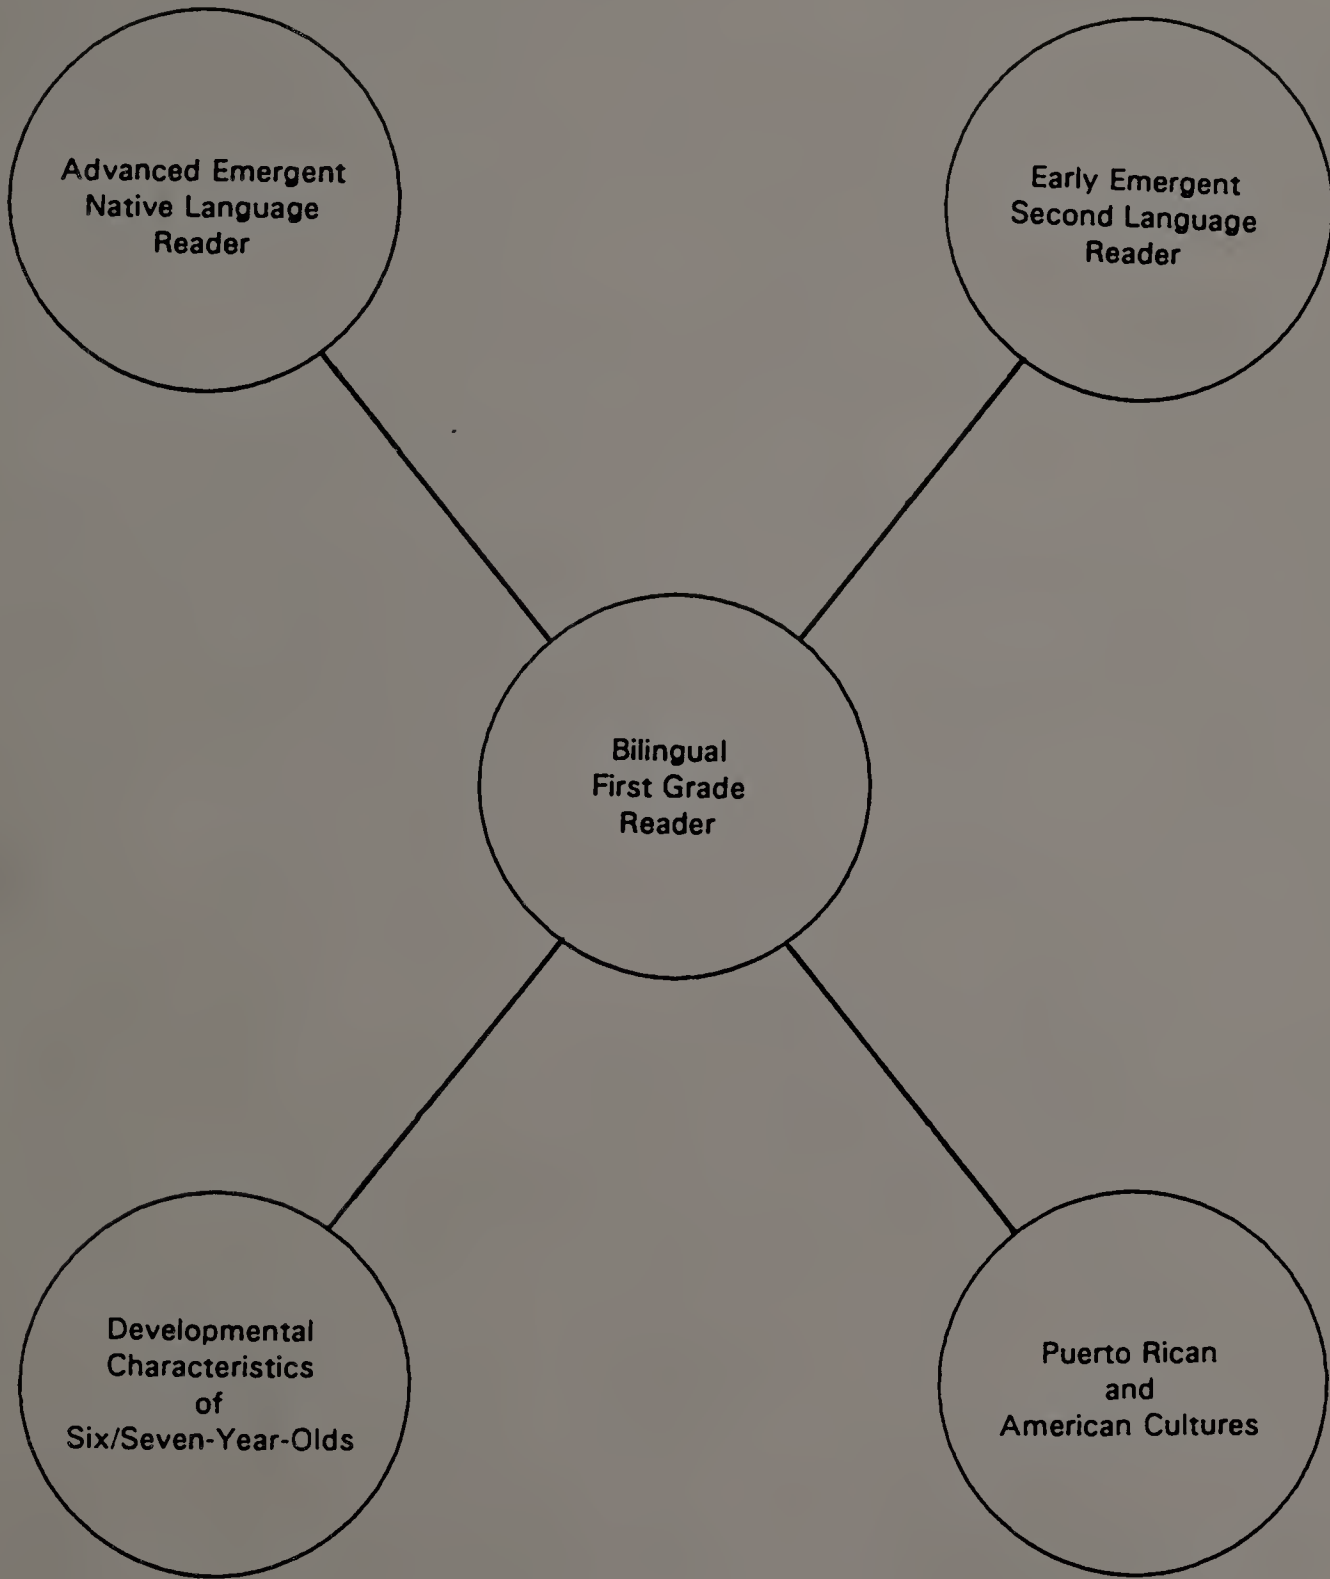 Advanced Emergent
Native Language
Reader
Early Emergent
Second Language
Reader
Bilingual
First Grade
Reader
Developmental
Characteristics
of
Six/Seven-Year-Olds
Puerto Rican
and
American Cultures